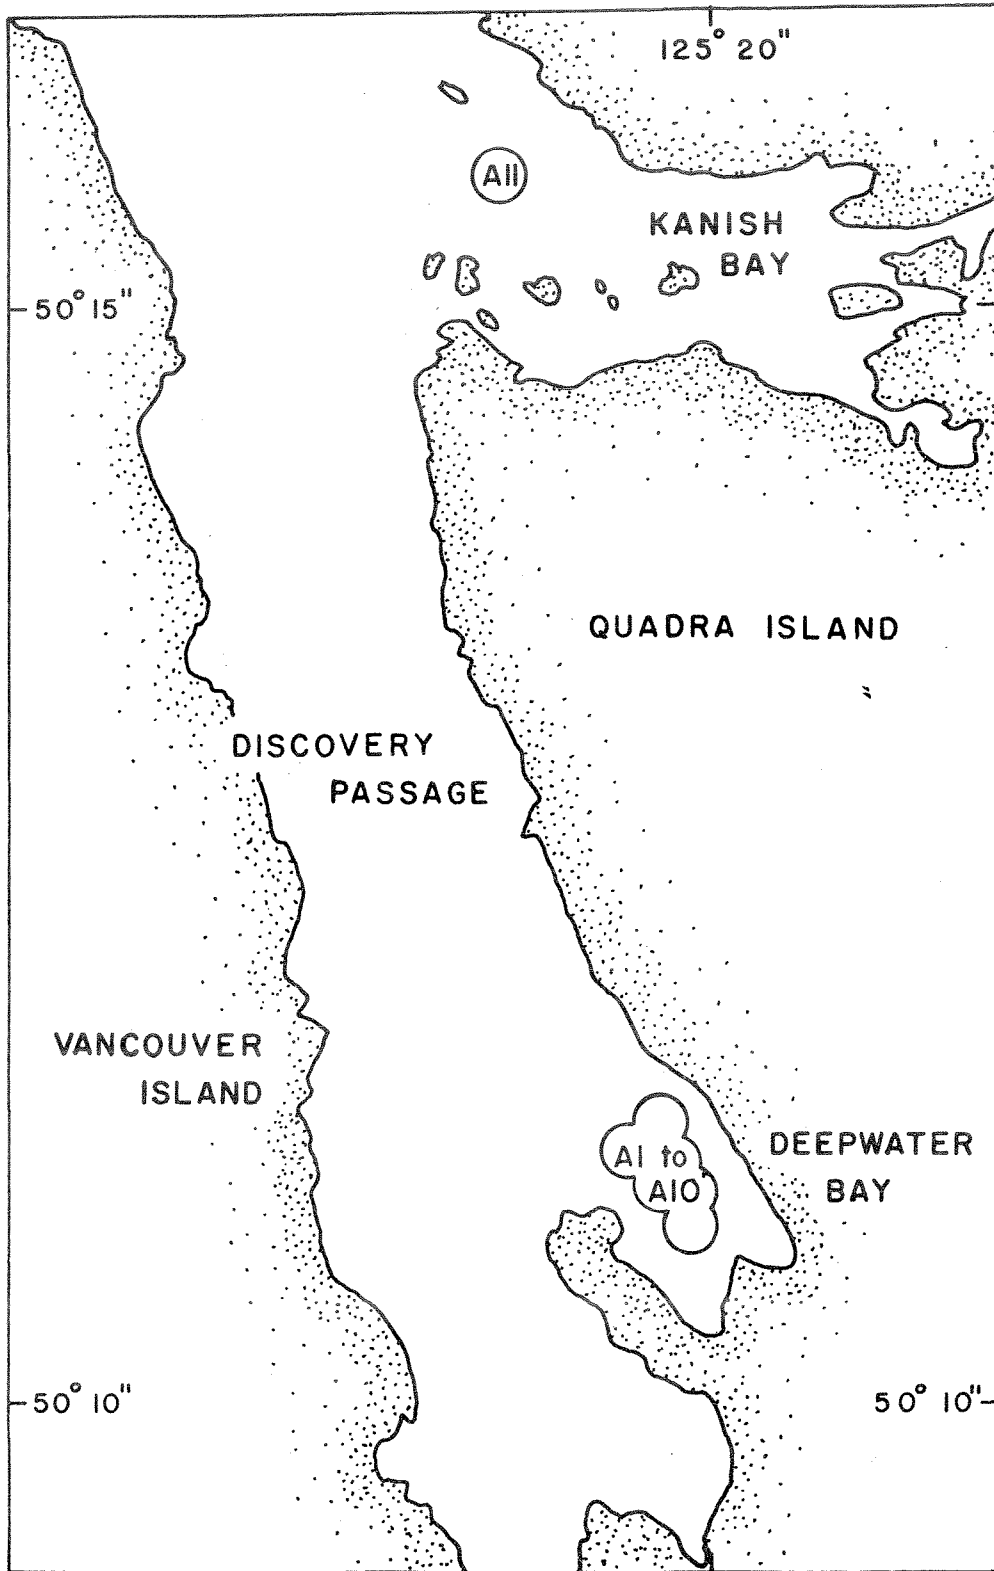 125° 20"
A11
KANISH
BAY
50° 15"
QUADRA ISLAND
DISCOVERY
PASSAGE
VANCOUVER
ISLAND
A1 to
A10
DEEPWATER
BAY
50° 10"
50° 10"